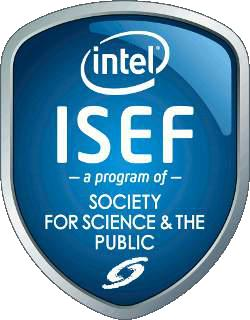 intel
ISEF
– a program of –
SOCIETY
FOR SCIENCE & THE
PUBLIC